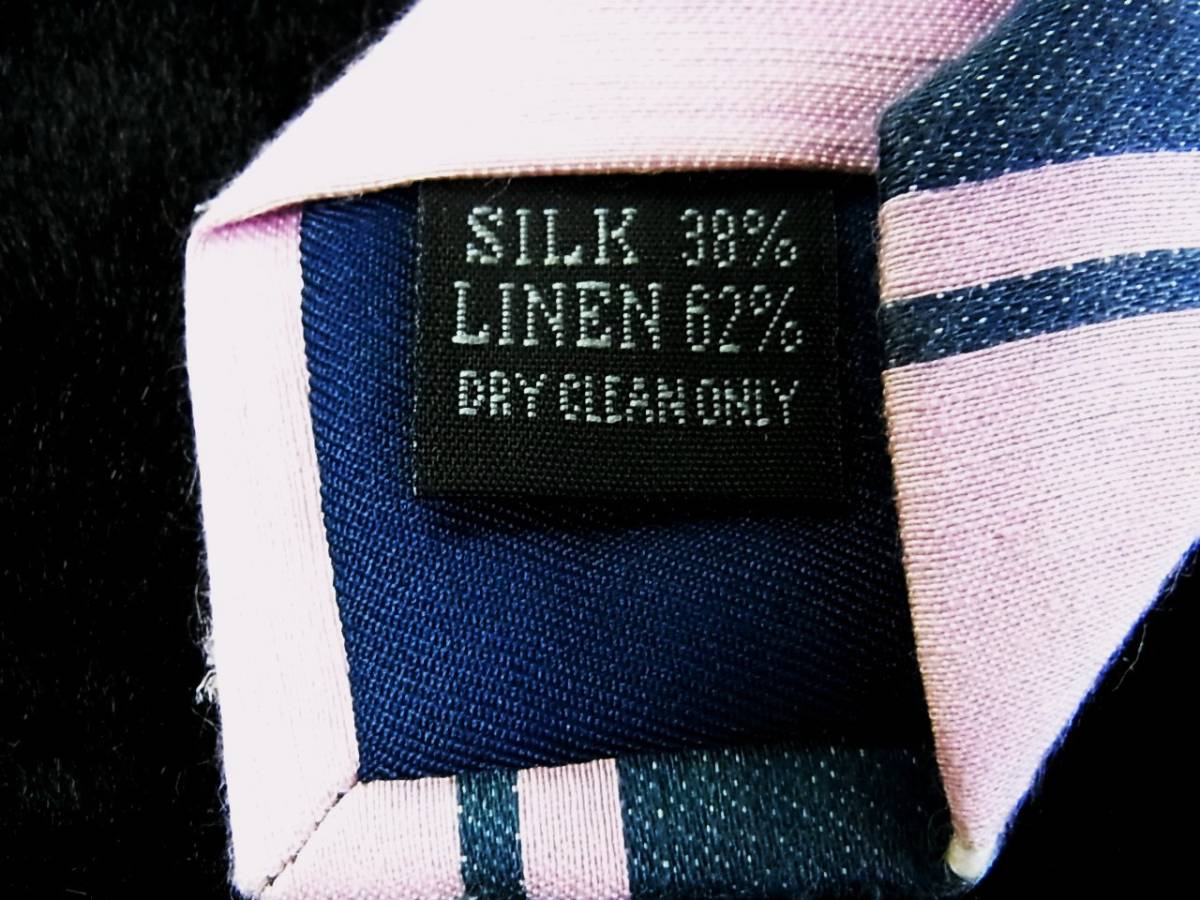 SILK 38%
LINEN 62%
DRY CLEAN ONLY